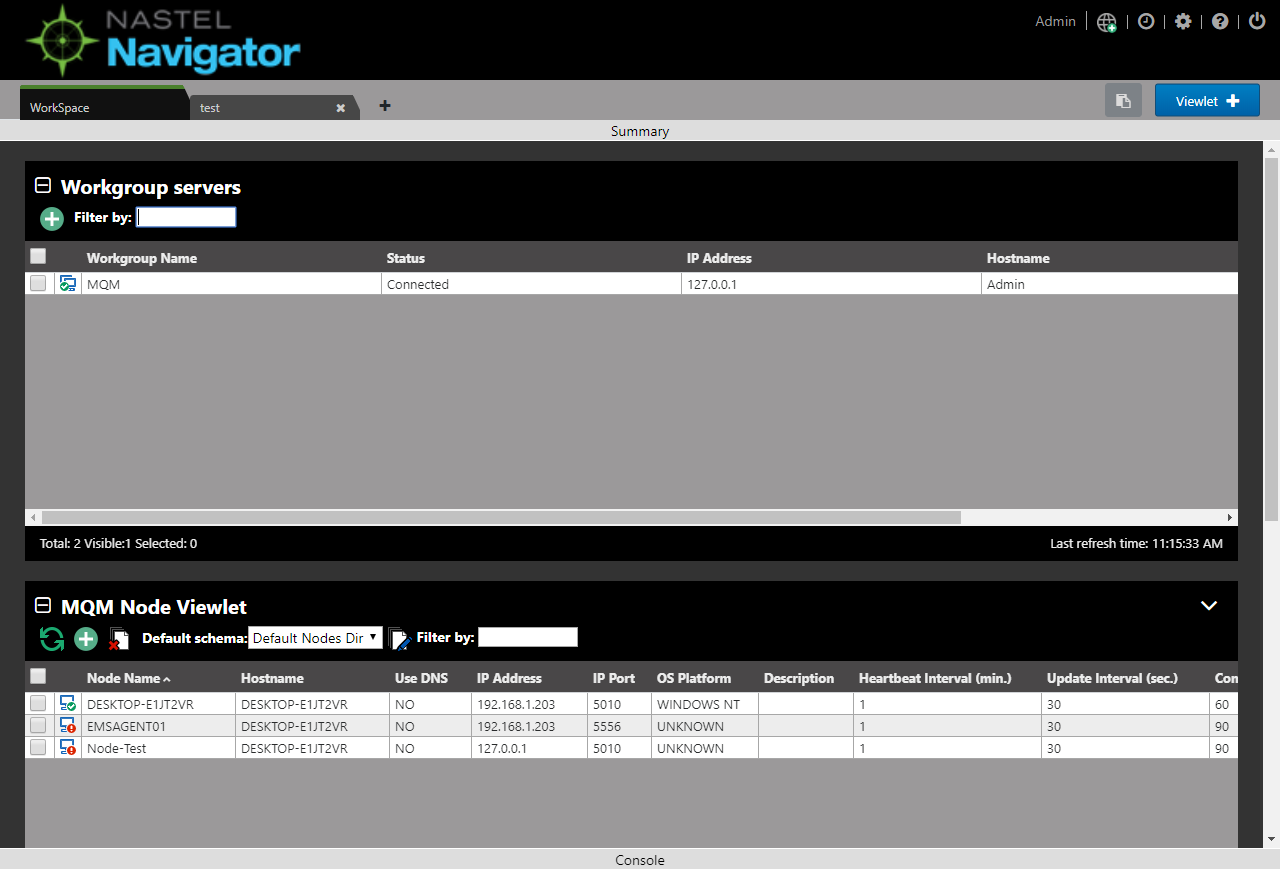 NASTEL
Navigator
Admin
WorkSpace
test
Viewlet
Summary
Workgroup servers
Filter by:
Workgroup Name Status IP Address Hostname
MQM Connected 127.0.0.1 Admin
Total: 2 Visible:1 Selected: 0
Last refresh time: 11:15:33 AM
MQM Node Viewlet
Default schema: Default Nodes Dir Filter by:
Node Name Hostname Use DNS IP Address IP Port OS Platform Description Heartbeat Interval (min.) Update Interval (sec.) Con
DESKTOP-E1JT2VR DESKTOP-E1JT2VR NO 192.168.1.203 5010 WINDOWS NT 1 30 60
EMSAGENT01 DESKTOP-E1JT2VR NO 192.168.1.203 5556 UNKNOWN 1 30 90
Node-Test DESKTOP-E1JT2VR NO 127.0.0.1 5010 UNKNOWN 1 30 90
Console